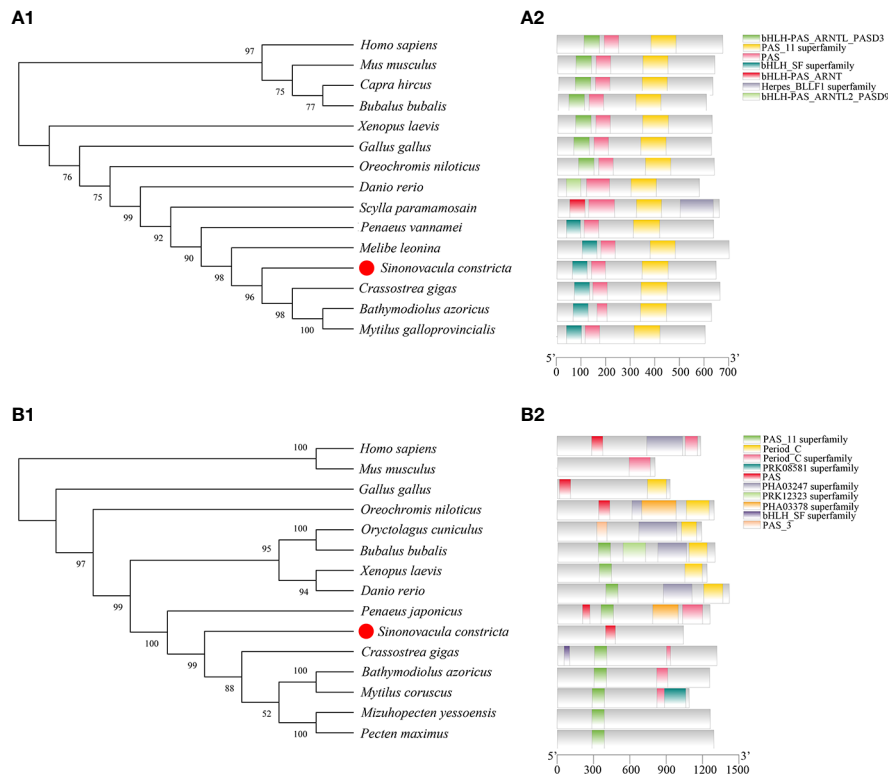 A1
A2
Homo sapiens
Mus musculus
Capra hircus
Bubalus bubalis
Xenopus laevis
Gallus gallus
Oreochromis niloticus
Danio rerio
Scylla paramamosain
Penaeus vannamei
Melibe leonina
Sinonovacula constricta
Crassostrea gigas
Bathymodiolus azoricus
Mytilus galloprovincialis
97
75
77
76
75
99
92
90
98
96
98
100
bHLH-PAS_ARNTL_PASD3
PAS_11 superfamily
PAS
bHLH_SF superfamily
bHLH-PAS_ARNT
Herpes_BLLF1 superfamily
bHLH-PAS_ARNTL2_PASD9
5’ 3’
0 100 200 300 400 500 600 700
B1
B2
Homo sapiens
Mus musculus
Gallus gallus
Oreochromis niloticus
Oryctolagus cuniculus
Bubalus bubalis
Xenopus laevis
Danio rerio
Penaeus japonicus
Sinonovacula constricta
Crassostrea gigas
Bathymodiolus azoricus
Mytilus coruscus
Mizuhopecten yessoensis
Pecten maximus
100
100
95
97
94
99
100
99
100
88
52
100
PAS_11 superfamily
Period_C
Period_C superfamily
PRK08581 superfamily
PAS
PHA03247 superfamily
PRK12323 superfamily
PHA03378 superfamily
bHLH_SF superfamily
PAS_3
5’ 3’
0 300 600 900 1200 1500